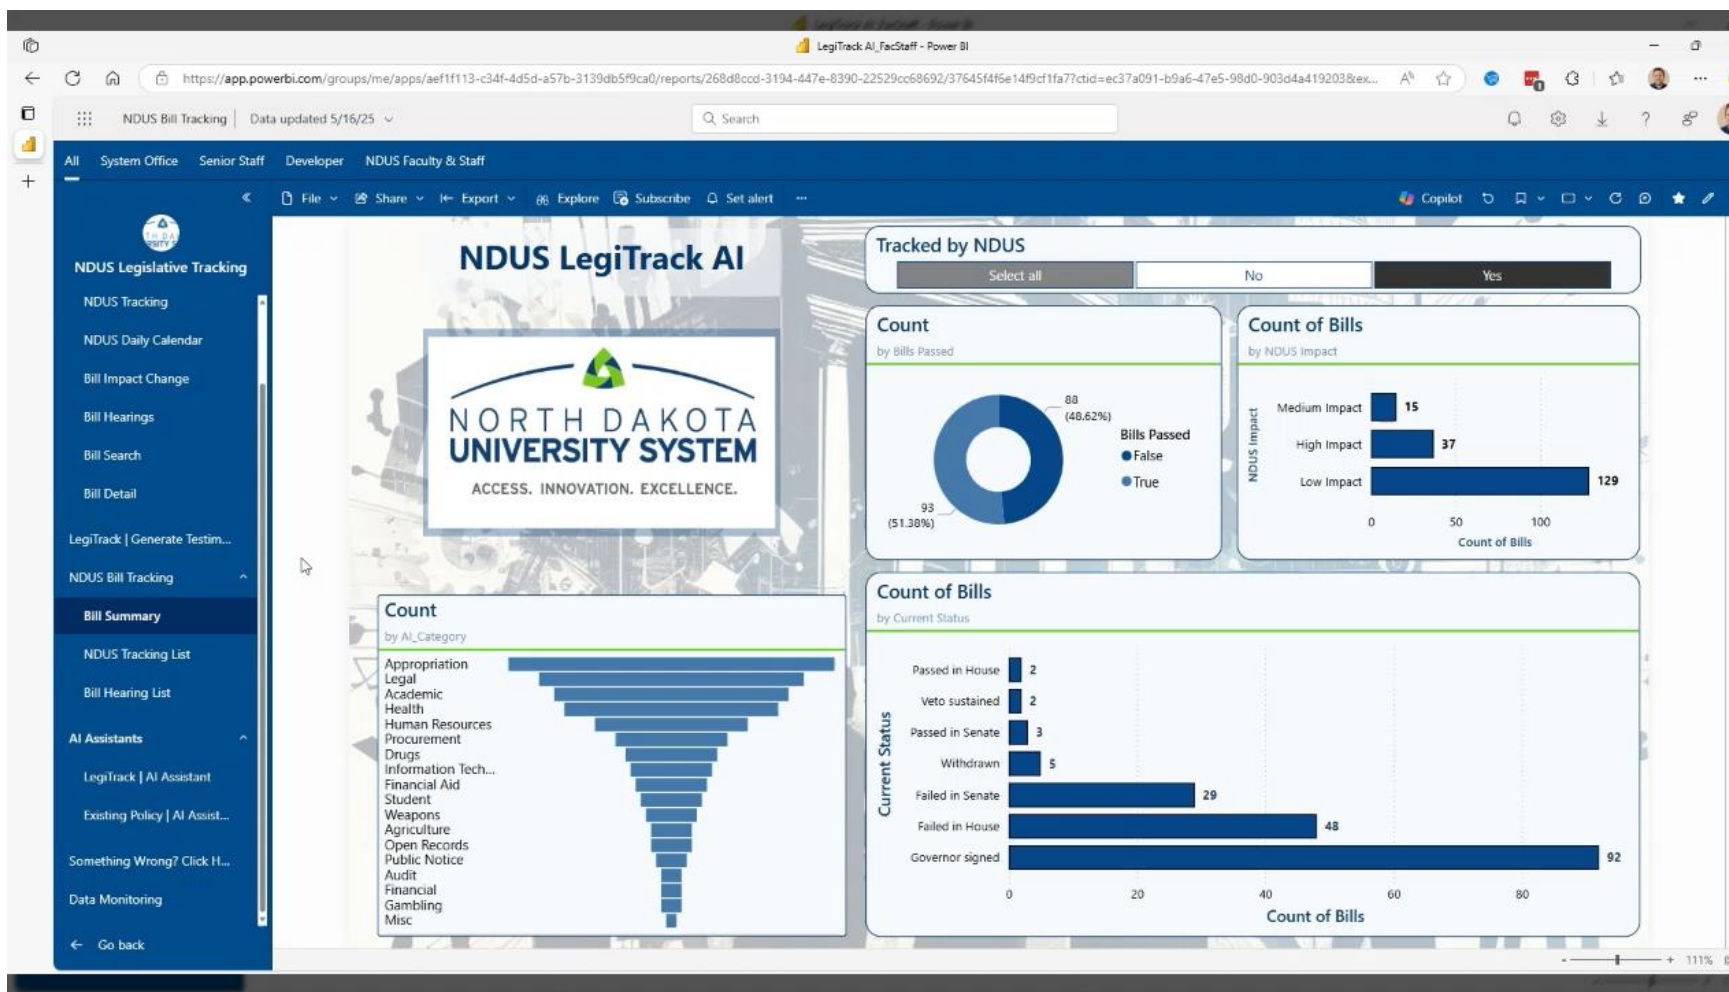 LegiTrack AI_FacStaff - Power BI
https://app.powerbi.com/groups/me/apps/aef1f113-c34f-4d5d-a57b-3139db5f9ca0/reports/268d8ccd-3194-447e-8390-22529cc68692/37645f4f6e14f9cf1fa7?ctid=ec37a091-b9a6-47e5-98d0-903d4a419203&ex...
NDUS Bill Tracking | Data updated 5/16/25
Search
All System Office Senior Staff Developer NDUS Faculty & Staff
File Share Export Explore Subscribe Set alert ... Copilot
NDUS Legislative Tracking
NDUS Tracking
NDUS Daily Calendar
Bill Impact Change
Bill Hearings
Bill Search
Bill Detail
LegiTrack | Generate Testim...
NDUS Bill Tracking
Bill Summary
NDUS Tracking List
Bill Hearing List
AI Assistants
LegiTrack | AI Assistant
Existing Policy | AI Assist...
Something Wrong? Click H...
Data Monitoring
Go back
NDUS LegiTrack AI
NORTH DAKOTA
UNIVERSITY SYSTEM
ACCESS. INNOVATION. EXCELLENCE.
Count
by AI_Category
Appropriation
Legal
Academic
Health
Human Resources
Procurement
Drugs
Information Tech...
Financial Aid
Student
Weapons
Agriculture
Open Records
Public Notice
Audit
Financial
Gambling
Misc
Tracked by NDUS
Select all No Yes
Count
by Bills Passed
88
(48.62%)
93
(51.38%)
Bills Passed
False
True
Count of Bills
by NDUS Impact
NDUS Impact
Medium Impact 15
High Impact 37
Low Impact 129
0 50 100
Count of Bills
Count of Bills
by Current Status
Current Status
Passed in House 2
Veto sustained 2
Passed in Senate 3
Withdrawn 5
Failed in Senate 29
Failed in House 48
Governor signed 92
0 20 40 60 80
Count of Bills
111%